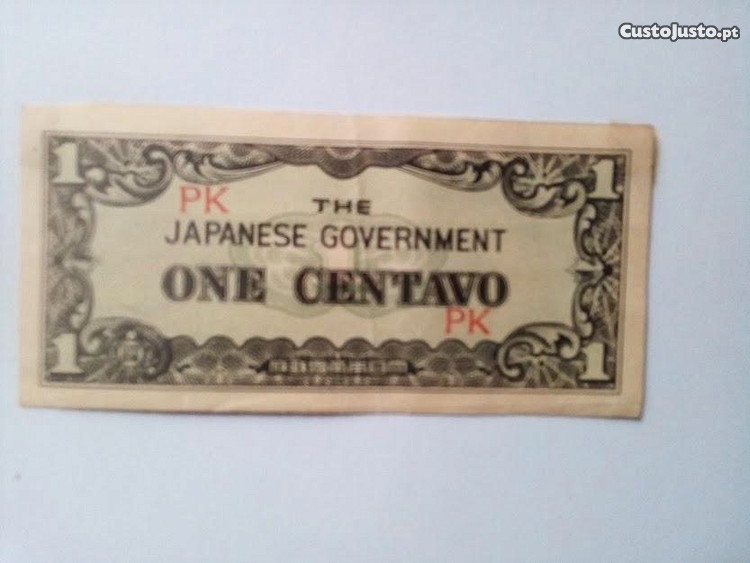 CustoJusto.pt
1 1
PK THE
JAPANESE GOVERNMENT
ONE CENTAVO
PK
1 1